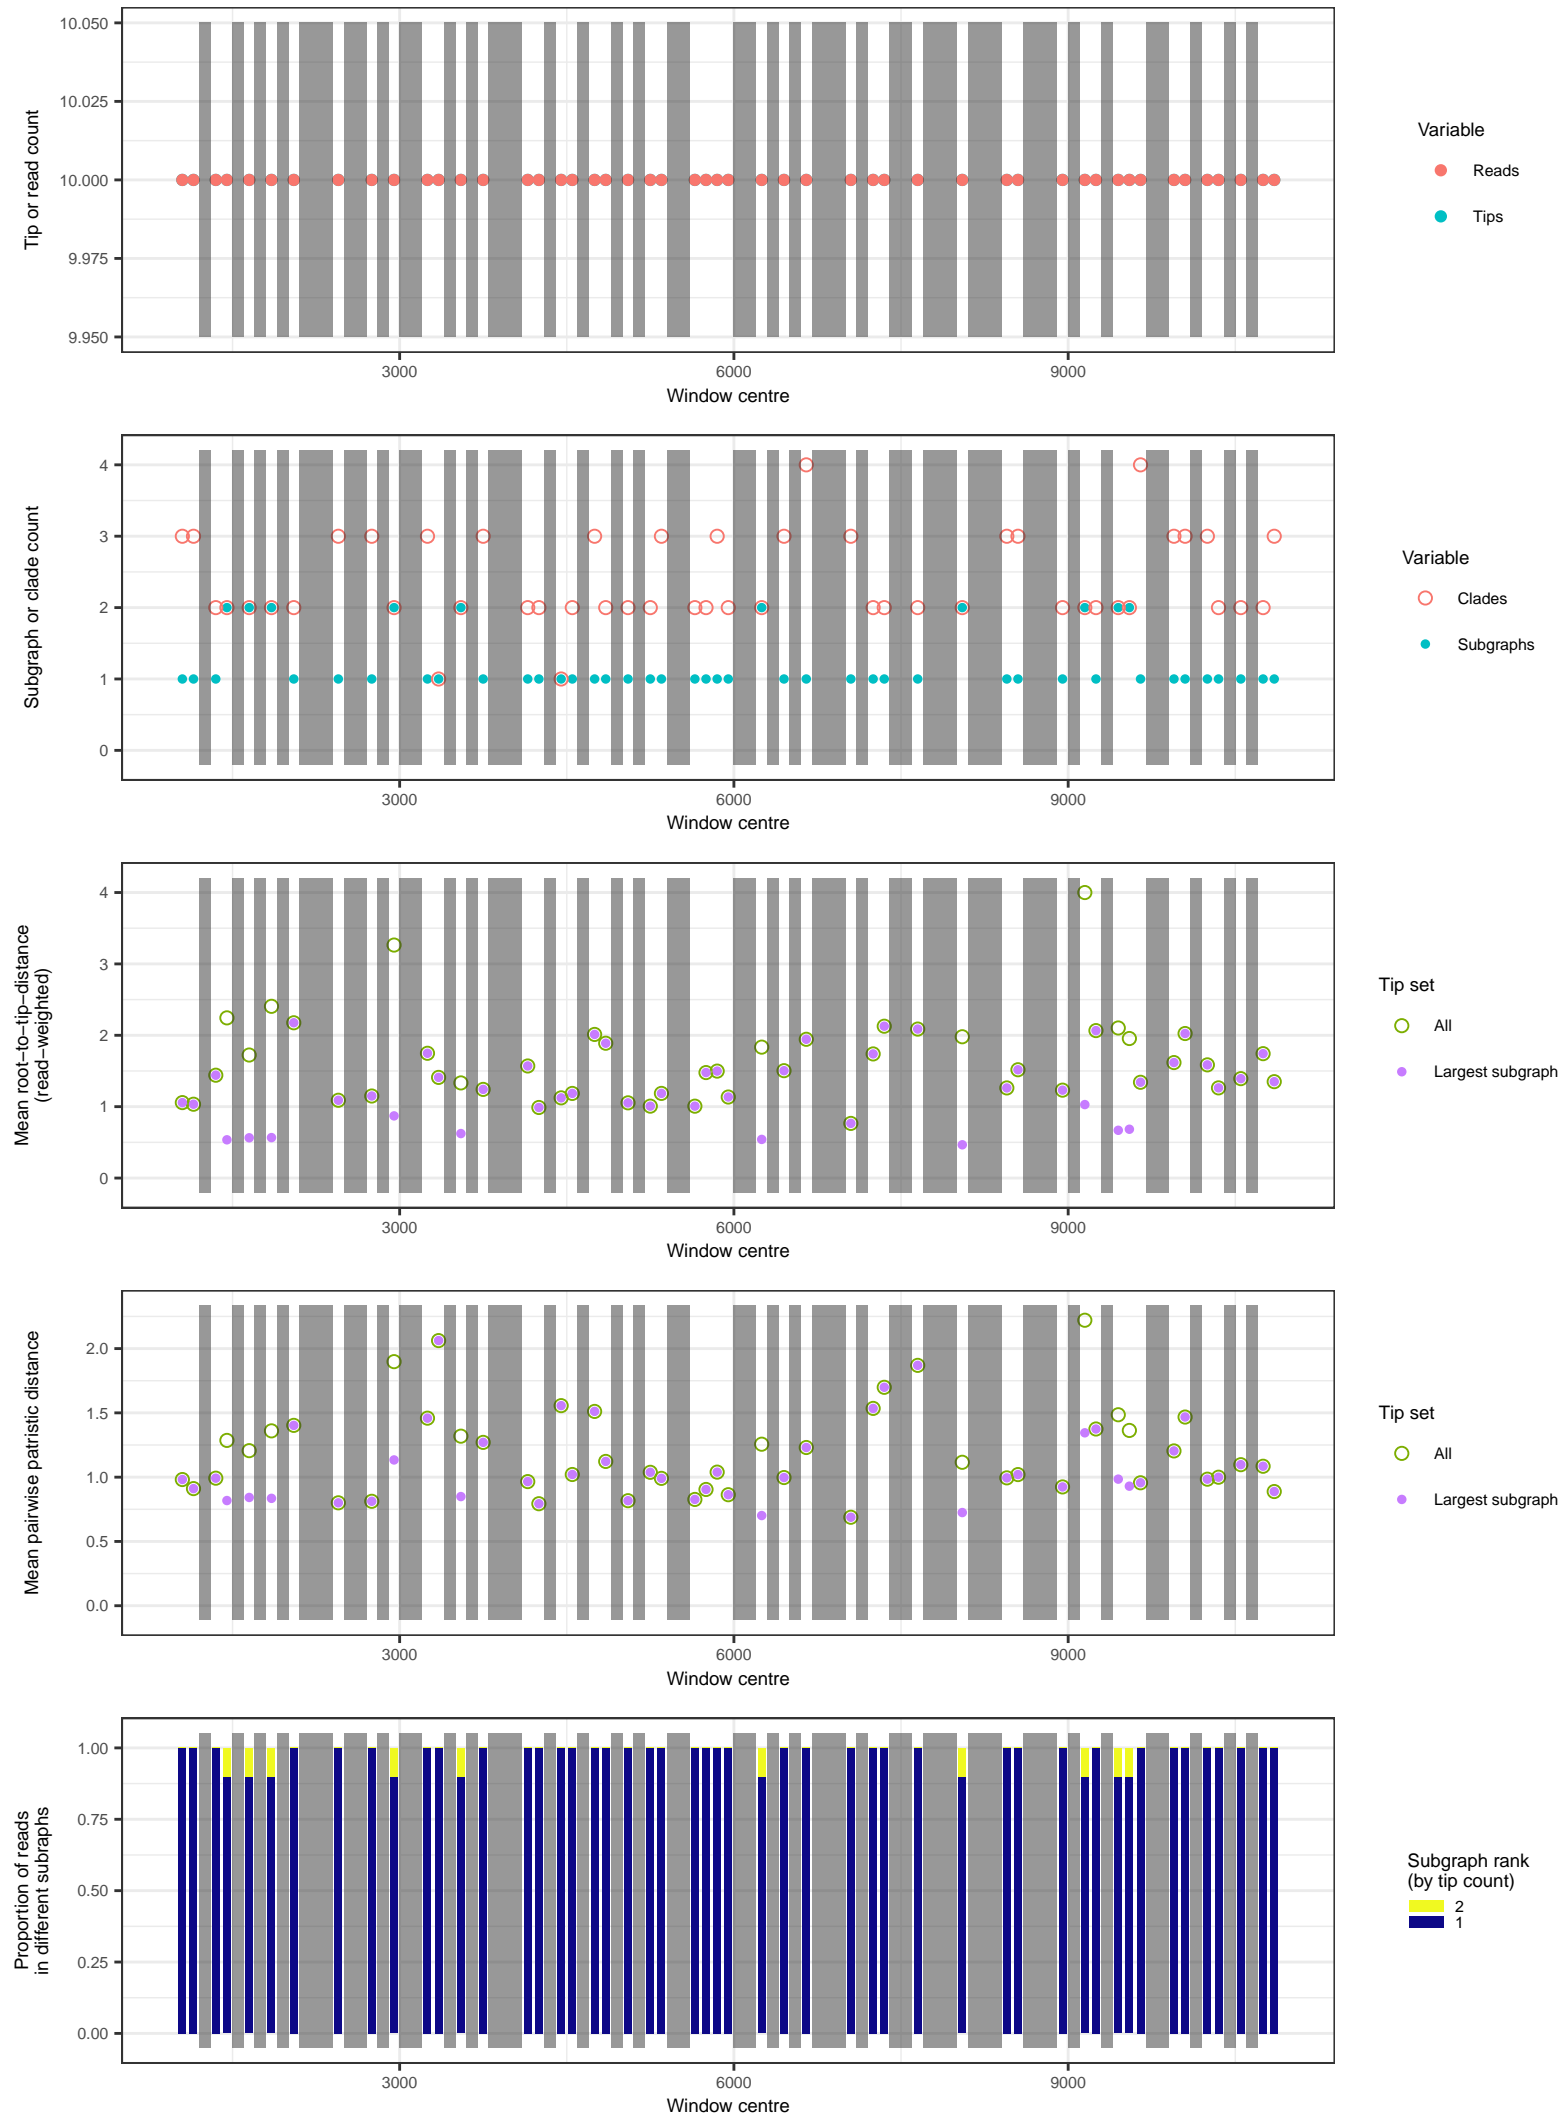 10.050
10.025
10.000
9.975
9.950
Tip or read count
3000
6000
9000
Window centre
Variable
Reads
Tips
4
3
2
1
0
Subgraph or clade count
3000
6000
9000
Window centre
Variable
Clades
Subgraphs
4
3
2
1
0
Mean root−to−tip−distance
(read−weighted)
3000
6000
9000
Window centre
Tip set
All
Largest subgraph
2.0
1.5
1.0
0.5
0.0
Mean pairwise patristic distance
3000
6000
9000
Window centre
Tip set
All
Largest subgraph
1.00
0.75
0.50
0.25
0.00
Proportion of reads
in different subraphs
3000
6000
9000
Window centre
Subgraph rank
(by tip count)
2
1